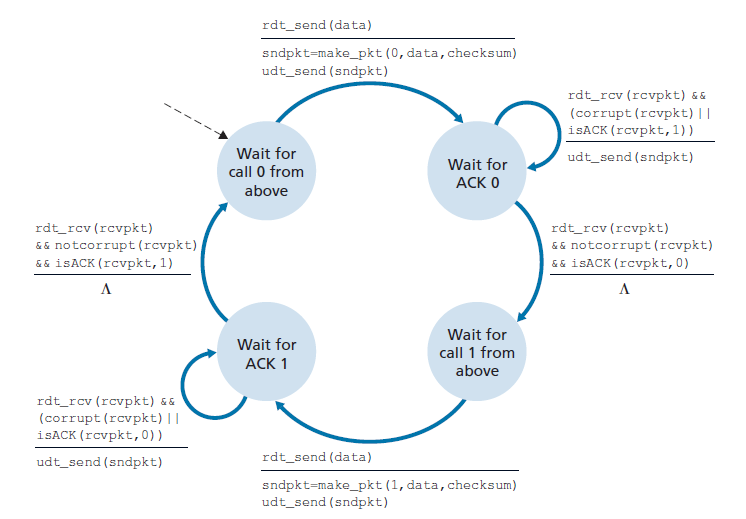 rdt_send(data)
sndpkt=make_pkt(0,data,checksum)
udt_send(sndpkt)
rdt_rcv(rcvpkt) &&
(corrupt(rcvpkt)||
isACK(rcvpkt,1))
udt_send(sndpkt)
Wait for
call 0 from
above
Wait for
ACK 0
rdt_rcv(rcvpkt)
&& notcorrupt(rcvpkt)
&& isACK(rcvpkt,1)
Λ
rdt_rcv(rcvpkt)
&& notcorrupt(rcvpkt)
&& isACK(rcvpkt,0)
Λ
Wait for
ACK 1
Wait for
call 1 from
above
rdt_rcv(rcvpkt) &&
(corrupt(rcvpkt)||
isACK(rcvpkt,0))
udt_send(sndpkt)
rdt_send(data)
sndpkt=make_pkt(1,data,checksum)
udt_send(sndpkt)